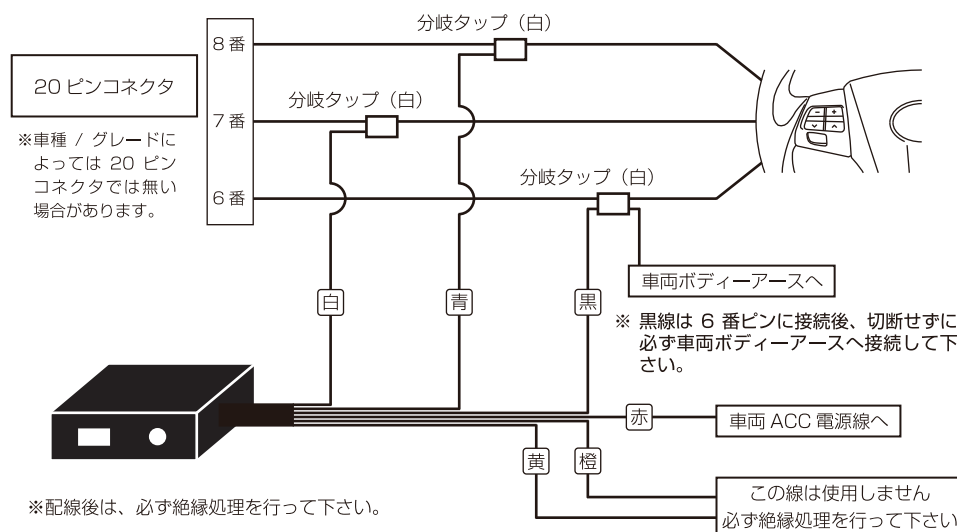 分岐タップ（白）
8番
20 ピンコネクタ
分岐タップ（白）
7番
※車種 / グレードに
よっては 20 ピン
コネクタでは無い
場合があります。
分岐タップ（白）
6番
車両ボディーアースへ
白
青
黒
※ 黒線は 6 番ピンに接続後、切断せずに
必ず車両ボディーアースへ接続して下
さい。
赤
車両 ACC 電源線へ
黄
橙
この線は使用しません
必ず絶縁処理を行って下さい
※配線後は、必ず絶縁処理を行って下さい。